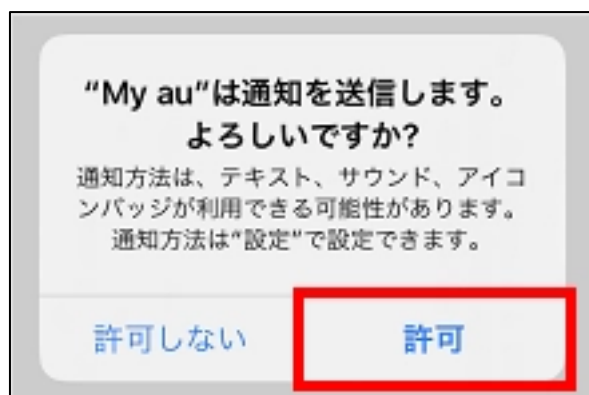 “My au”は通知を送信します。
よろしいですか?
通知方法は、テキスト、サウンド、アイコ
ンバッジが利用できる可能性があります。
通知方法は“設定”で設定できます。
許可しない
許可